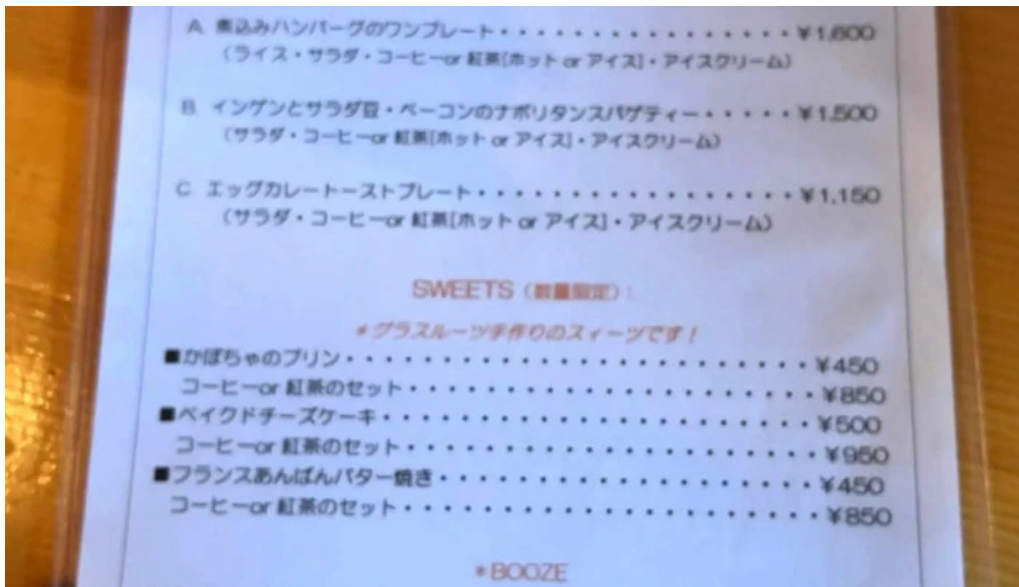 A. 煮込みハンバーグのワンプレート・・・・・・・・・・・・・・・・・¥1,600
(ライス・サラダ・コーヒーor 紅茶[ホット or アイス]・アイスクリーム)
B. インゲンとサラダ豆・ベーコンのナポリタンスパゲティー・・・・・¥1,500
(サラダ・コーヒーor 紅茶[ホット or アイス]・アイスクリーム)
C. エッグカレートーストプレート・・・・・・・・・・・・・・・・・・¥1,150
(サラダ・コーヒーor 紅茶[ホット or アイス]・アイスクリーム)
SWEETS（数量限定）
*グラスルーツ手作りのスィーツです!
■かぼちゃのプリン・・・・・・・・・・・・・・・・・・・・・・・・¥450
コーヒーor 紅茶のセット・・・・・・・・・・・・・・・・・・・・・¥850
■ベイクドチーズケーキ・・・・・・・・・・・・・・・・・・・・・・¥500
コーヒーor 紅茶のセット・・・・・・・・・・・・・・・・・・・・・¥950
■フランスあんぱんバター焼き・・・・・・・・・・・・・・・・・・・¥450
コーヒーor 紅茶のセット・・・・・・・・・・・・・・・・・・・・・¥850
*BOOZE